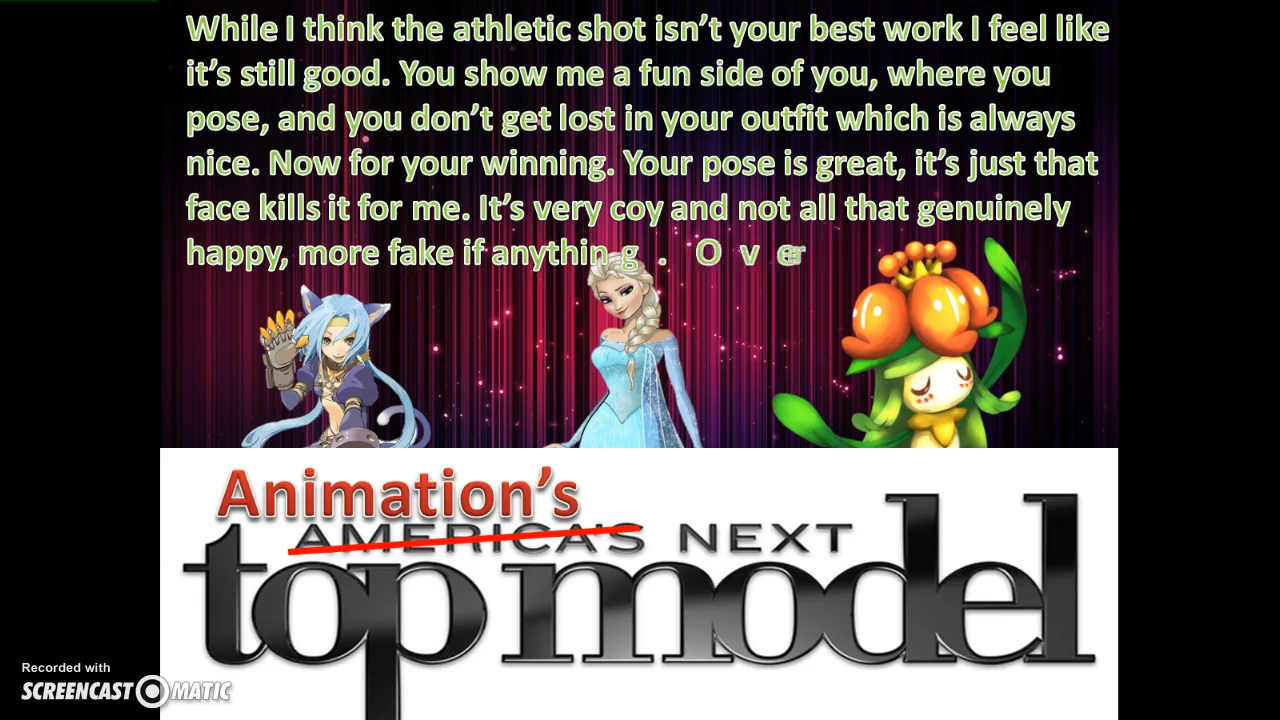 While I think the athletic shot isn’t your best work I feel like
it’s still good. You show me a fun side of you, where you
pose, and you don’t get lost in your outfit which is always
nice. Now for your winning. Your pose is great, it’s just that
face kills it for me. It’s very coy and not all that genuinely
happy, more fake if anything. Over
Animation’s
AMERICA'S NEXT
top model
Recorded with
SCREENCAST O MATIC